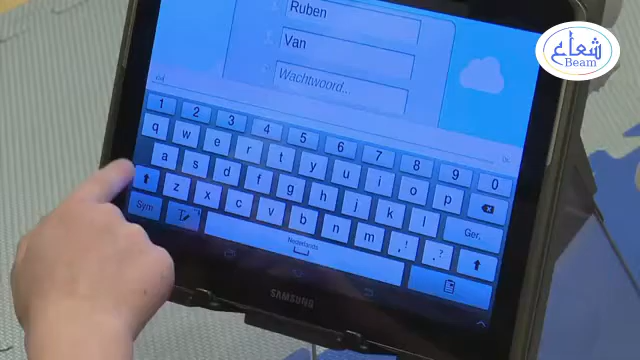 Ruben
Van
Wachtwoord...
شعاع
Beam
1 2 3 4 5 6 7 8 9 0
q w e r t y u i o p
a s d f g h j k l Ger.
z x c v b n m , ! . ?
Sym
Nederlands
SAMSUNG